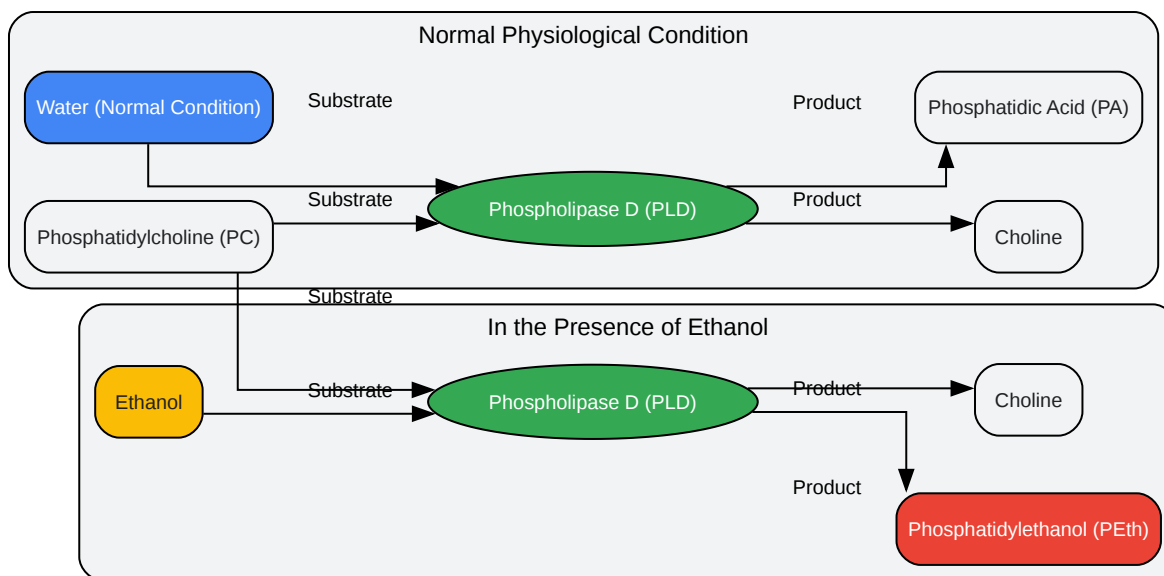 Normal Physiological Condition
Water (Normal Condition)
Substrate
Product
Phosphatidic Acid (PA)
Phosphatidylcholine (PC)
Substrate
Phospholipase D (PLD)
Product
Choline
Substrate
In the Presence of Ethanol
Ethanol
Substrate
Phospholipase D (PLD)
Product
Choline
Product
Phosphatidylethanol (PEth)